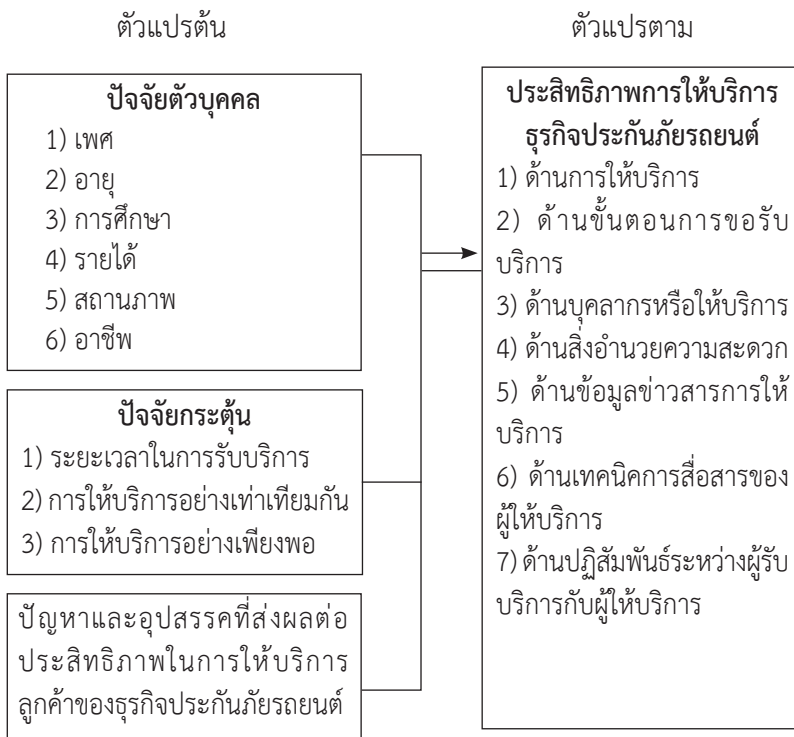 ตัวแปรต้น
ปัจจัยตัวบุคคล
1) เพศ
2) อายุ
3) การศึกษา
4) รายได้
5) สถานภาพ
6) อาชีพ
ปัจจัยกระตุ้น
1) ระยะเวลาในการรับบริการ
2) การให้บริการอย่างเท่าเทียมกัน
3) การให้บริการอย่างเพียงพอ
ปัญหาและอุปสรรคที่ส่งผลต่อ
ประสิทธิภาพในการให้บริการ
ลูกค้าของธุรกิจประกันภัยรถยนต์
ตัวแปรตาม
ประสิทธิภาพการให้บริการ
ธุรกิจประกันภัยรถยนต์
1) ด้านการให้บริการ
2) ด้านขั้นตอนการขอรับ
บริการ
3) ด้านบุคลากรหรือให้บริการ
4) ด้านสิ่งอำนวยความสะดวก
5) ด้านข้อมูลข่าวสารการให้
บริการ
6) ด้านเทคนิคการสื่อสารของ
ผู้ให้บริการ
7) ด้านปฏิสัมพันธ์ระหว่างผู้รับ
บริการกับผู้ให้บริการ